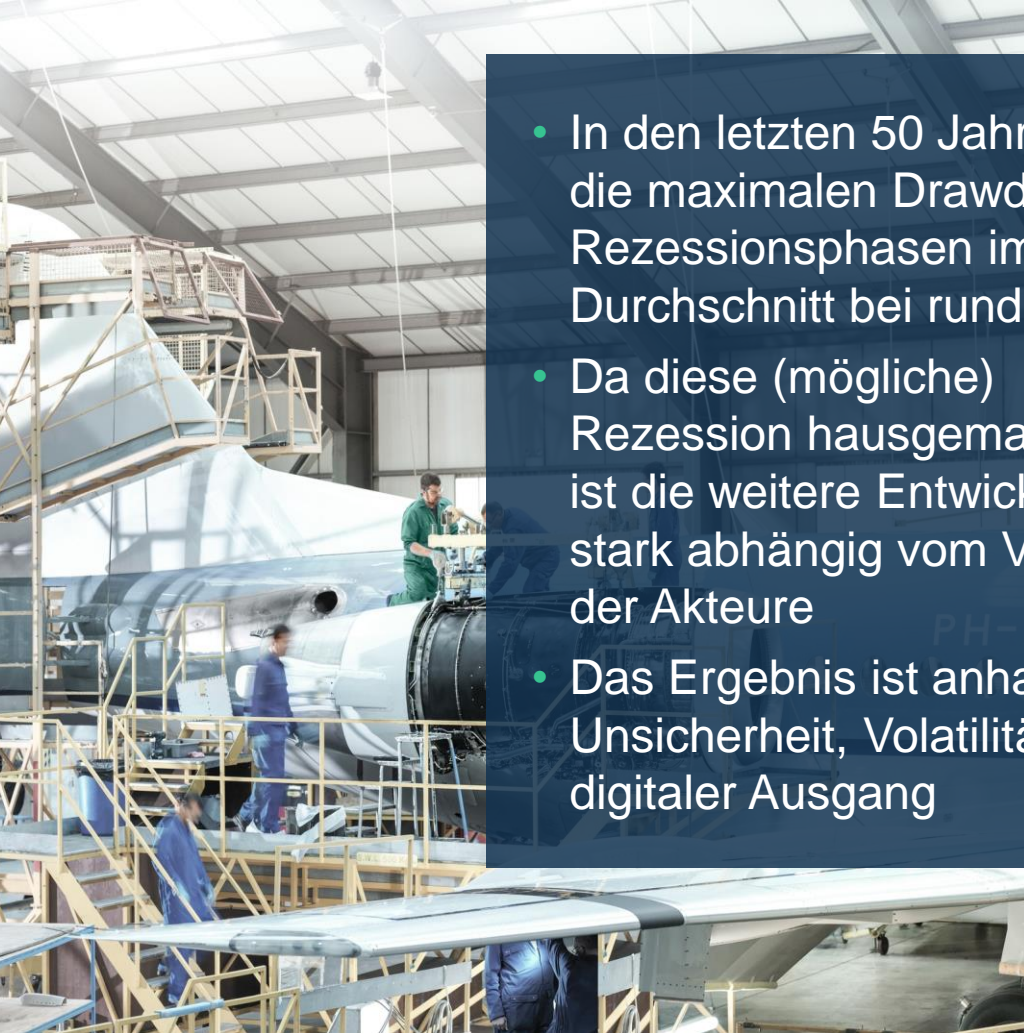 In den letzten 50 Jahr
die maximalen Drawd
Rezessionsphasen im
Durchschnitt bei rund
Da diese (mögliche)
Rezession hausgema
ist die weitere Entwick
stark abhängig vom V
der Akteure
Das Ergebnis ist anha
Unsicherheit, Volatilitä
digitaler Ausgang
PH-